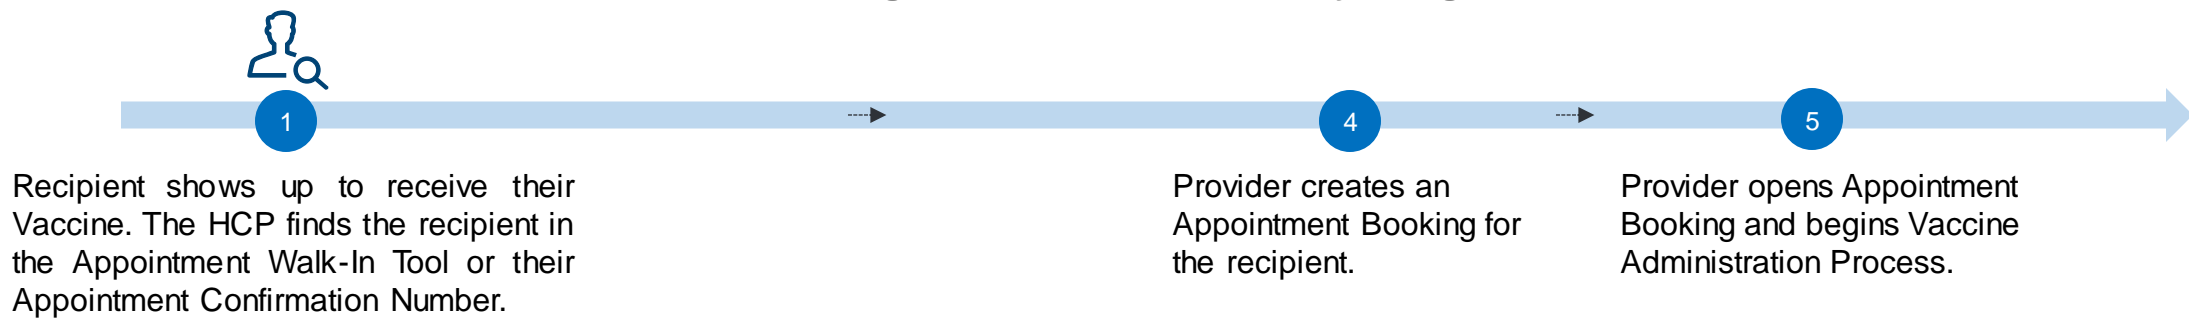 1
4
5
Recipient shows up to receive their
Vaccine. The HCP finds the recipient in
the Appointment Walk-In Tool or their
Appointment Confirmation Number.
Provider creates an
Appointment Booking for
the recipient.
Provider opens Appointment
Booking and begins Vaccine
Administration Process.